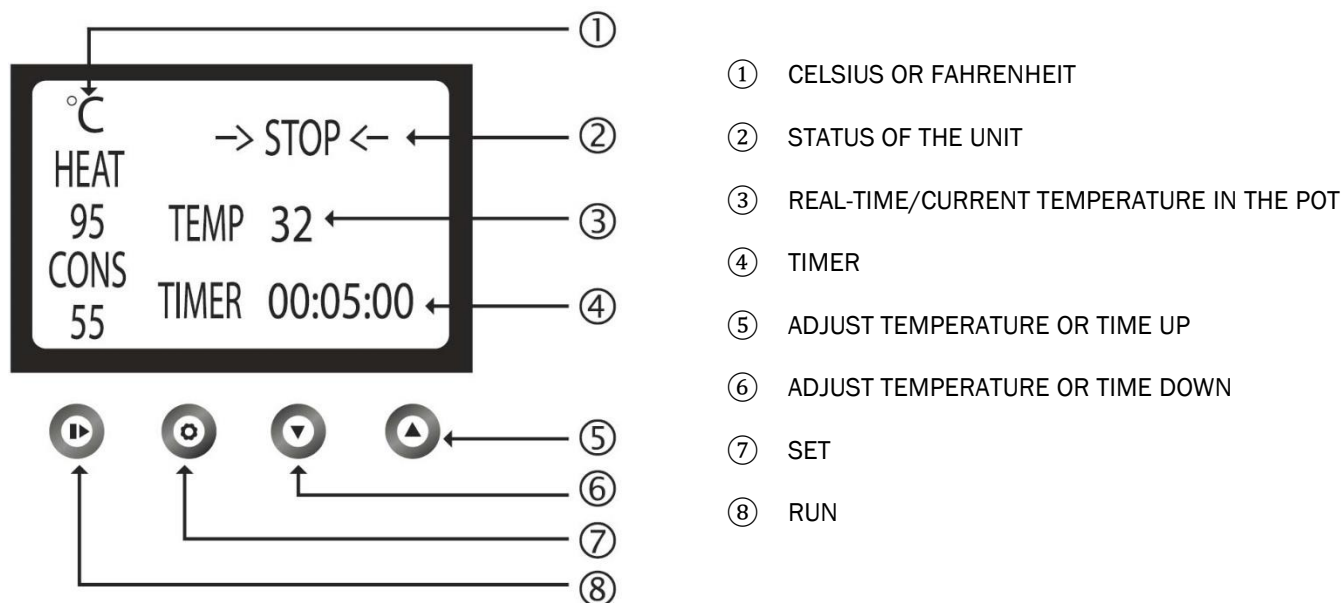 ①
°C
HEAT
95
CONS
55
-> STOP <-
②
TEMP 32
③
TIMER 00:05:00
④
⑤
⑥
⑦
⑧
① CELSIUS OR FAHRENHEIT
② STATUS OF THE UNIT
③ REAL-TIME/CURRENT TEMPERATURE IN THE POT
④ TIMER
⑤ ADJUST TEMPERATURE OR TIME UP
⑥ ADJUST TEMPERATURE OR TIME DOWN
⑦ SET
⑧ RUN